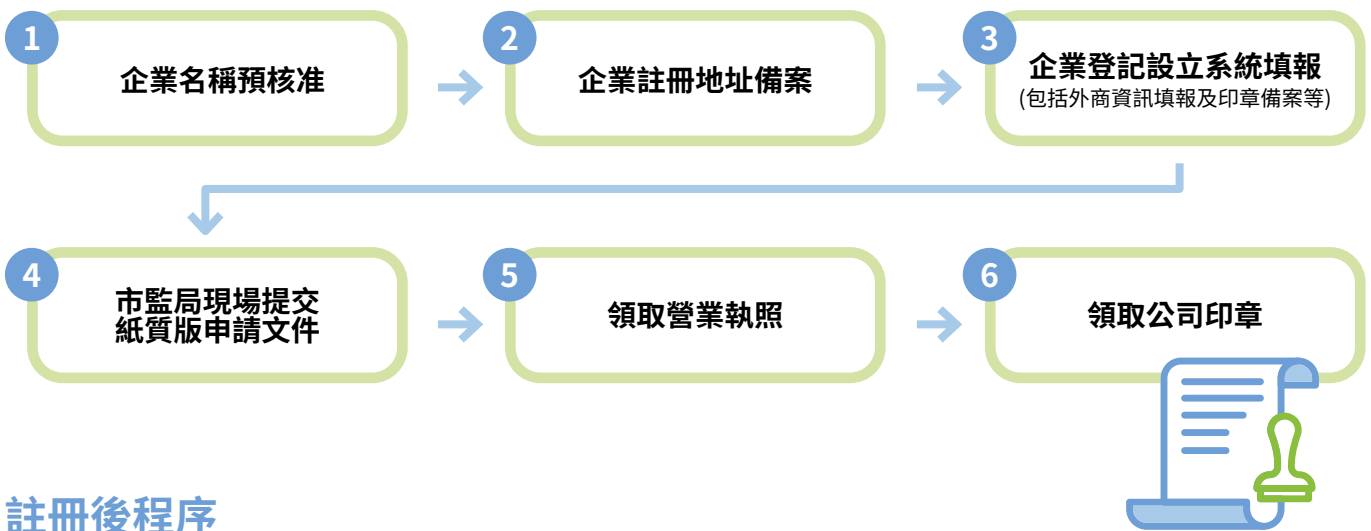 1
企業名稱預核准
2
企業註冊地址備案
3
企業登記設立系統填報
(包括外商資訊填報及印章備案等)
4
市監局現場提交
紙質版申請文件
5
領取營業執照
6
領取公司印章
註冊後程序